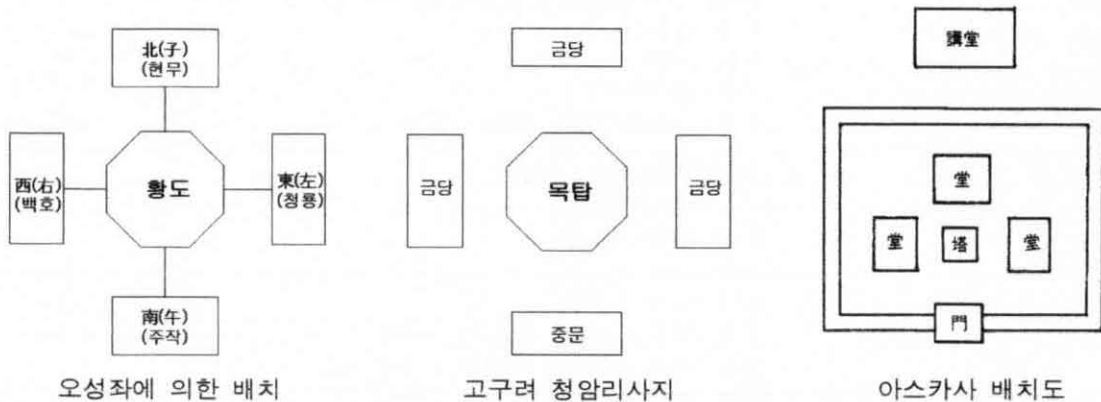 北(子)
(현무)
西(右)
(백호)
황도
東(左)
(청룡)
南(午)
(주작)
오성좌에 의한 배치
금당
금당
목탑
금당
중문
고구려 청암리사지
講堂
堂
堂
塔
堂
門
아스카사 배치도